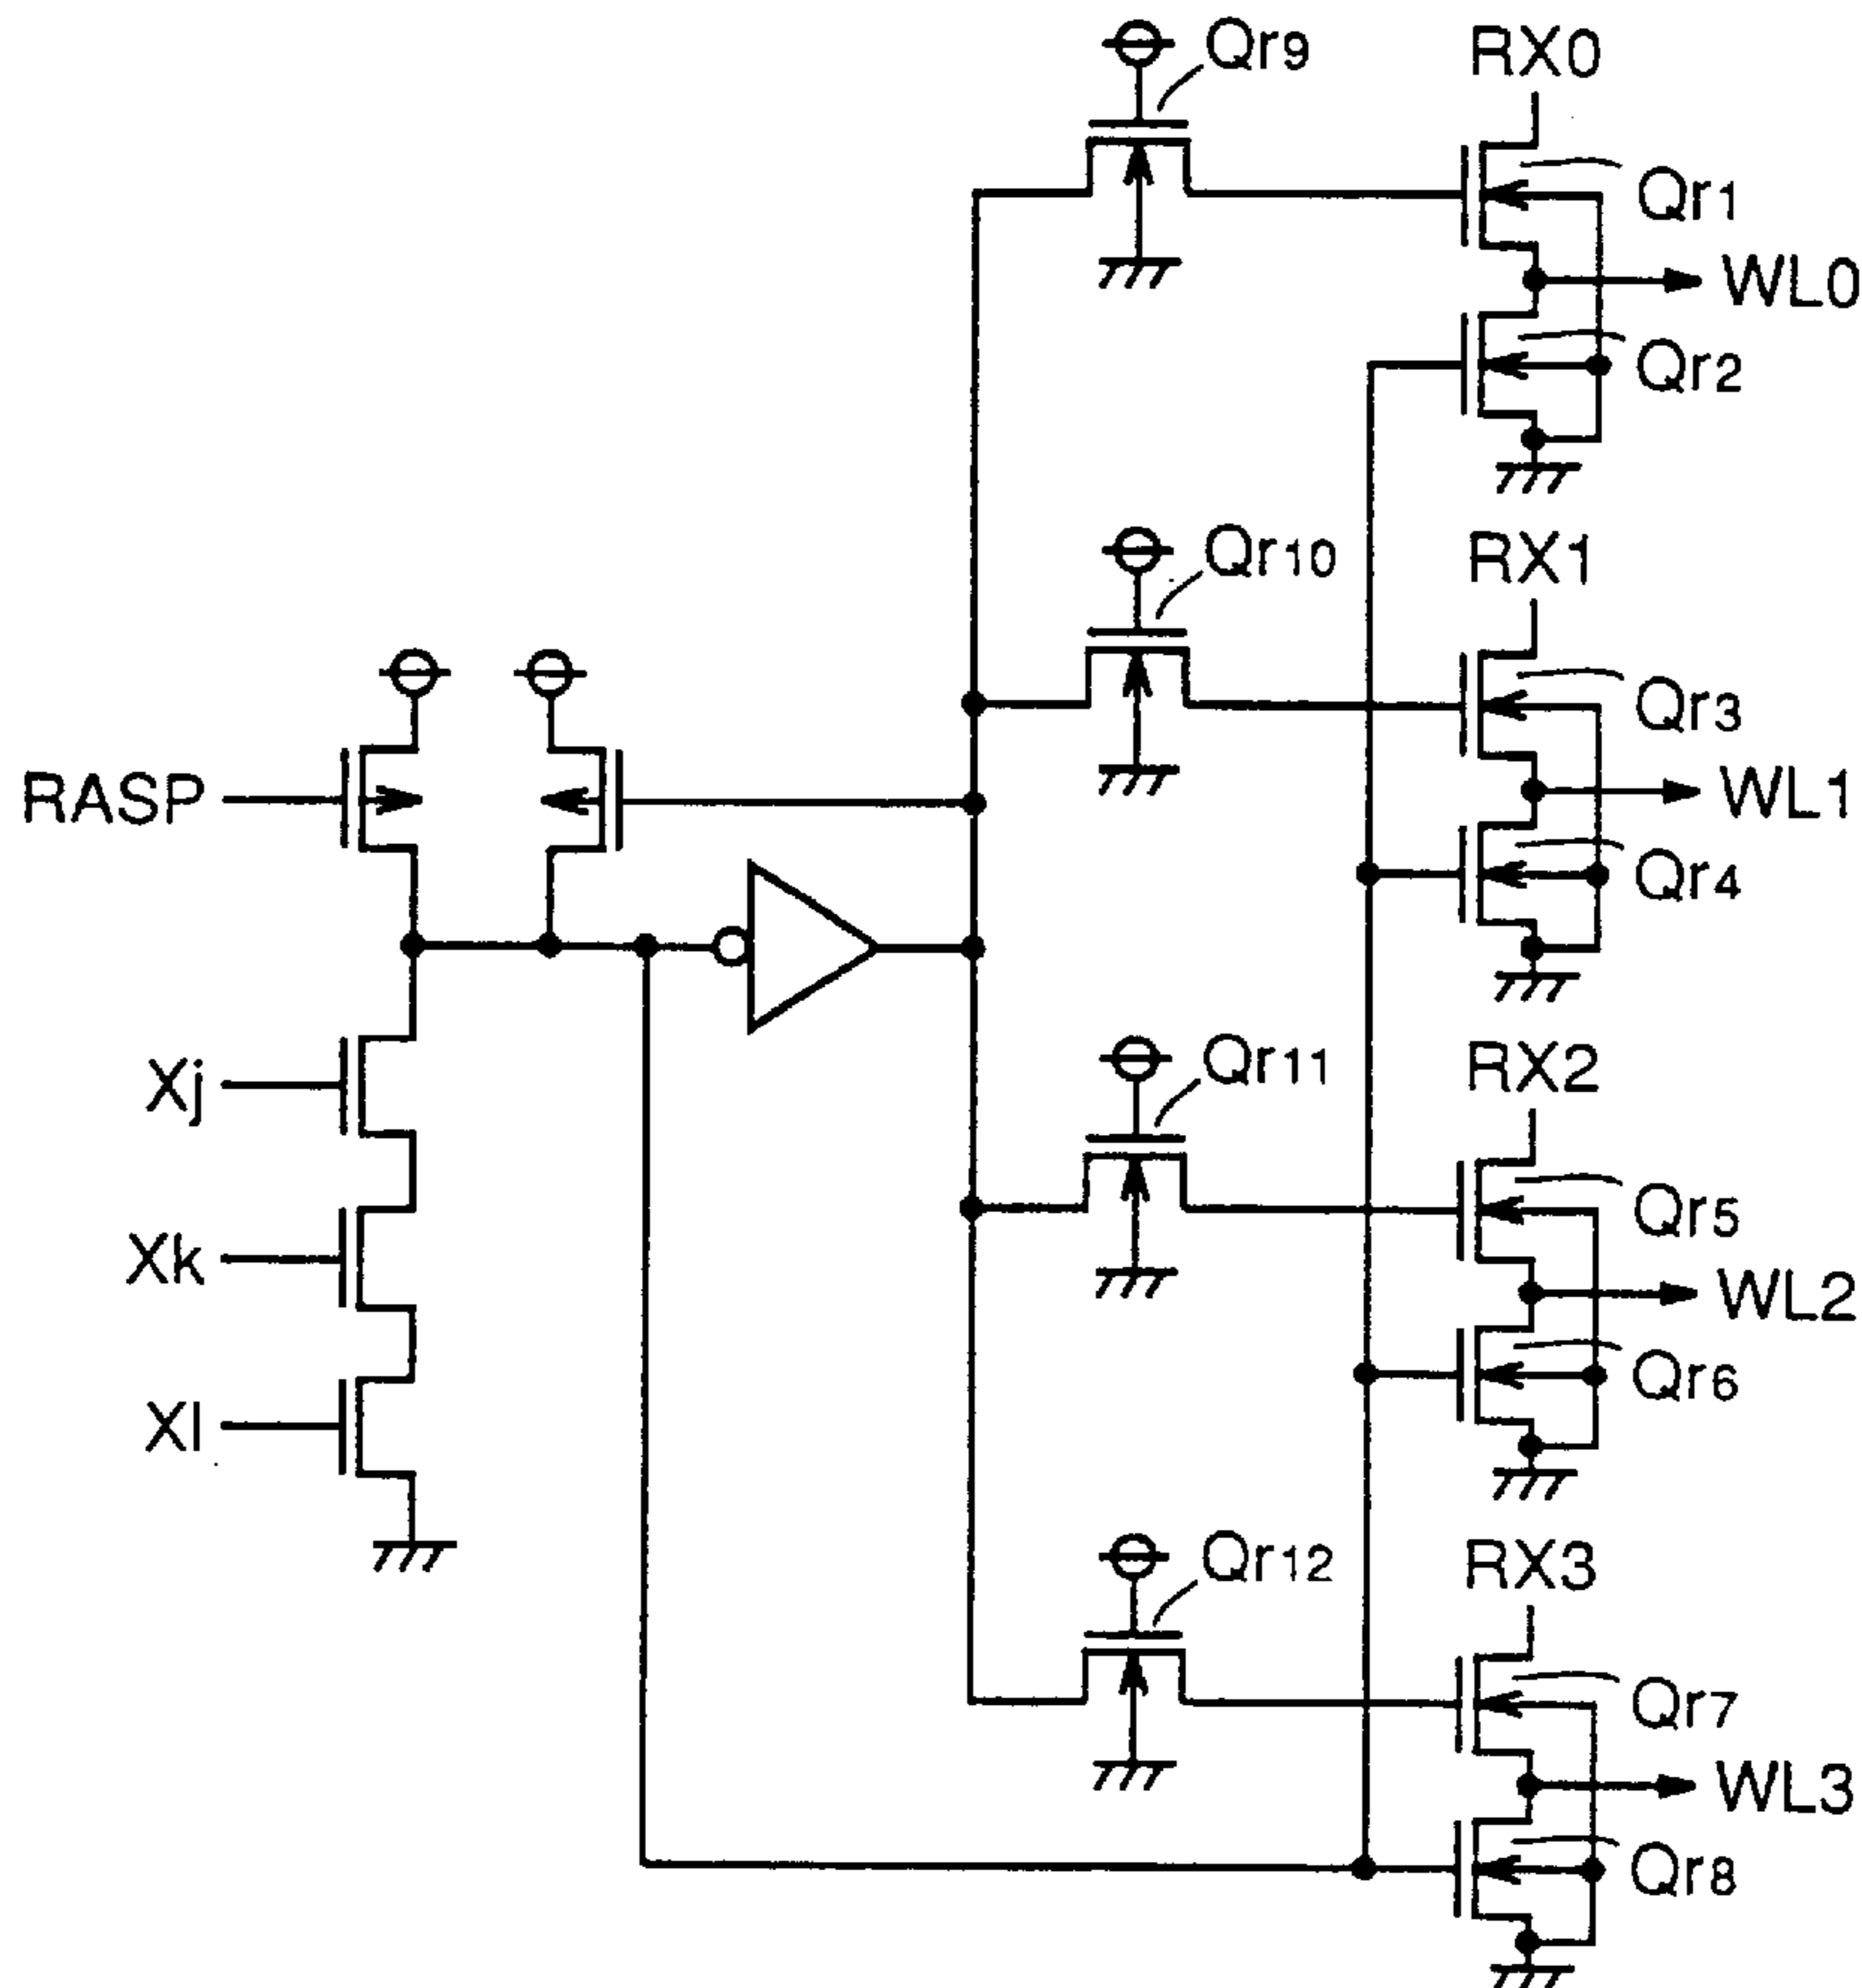 Qr9
RX0
Qr1
WL0
Qr2
Qr10
RX1
Qr3
RASP
WL1
Qr4
Xj
Qr11
RX2
Qr5
Xk
WL2
Qr6
Xl
Qr12
RX3
Qr7
WL3
Qr8